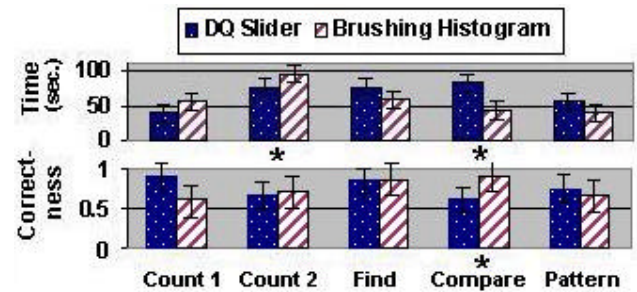 DQ Slider Brushing Histogram
Time
(sec.)
100
50
0
* *
Correct-
ness
1
0.5
0
Count 1 Count 2 Find Compare Pattern
*